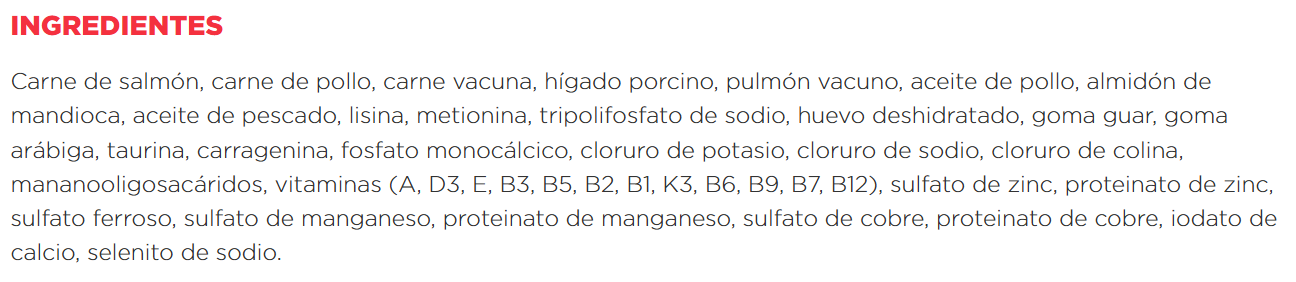 INGREDIENTES
Carne de salmón, carne de pollo, carne vacuna, hígado porcino, pulmón vacuno, aceite de pollo, almidón de
mandioca, aceite de pescado, lisina, metionina, tripolifosfato de sodio, huevo deshidratado, goma guar, goma
arábiga, taurina, carragenina, fosfato monocálcico, cloruro de potasio, cloruro de sodio, cloruro de colina,
mananooligosacáridos, vitaminas (A, D3, E, B3, B5, B2, B1, K3, B6, B9, B7, B12), sulfato de zinc, proteinato de zinc,
sulfato ferroso, sulfato de manganeso, proteinato de manganeso, sulfato de cobre, proteinato de cobre, iodato de
calcio, selenito de sodio.